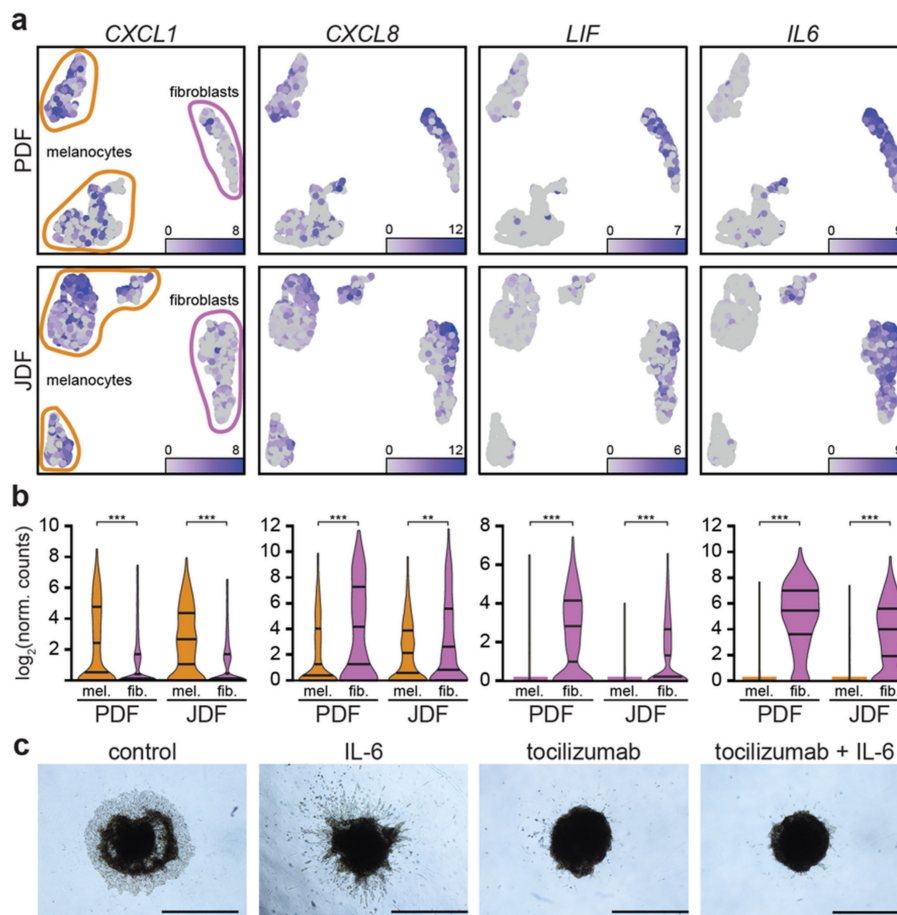 a
CXCL1 CXCL8 LIF IL6
PDF
fibroblasts
melanocytes
0 8 0 12 0 7 0 9
JDF
fibroblasts
melanocytes
0 8 0 12 0 6 0 9
b
log2(norm. counts)
10 12 8 12
8 10 6 10
6 8 4 8
4 6 2 6
2 4 0 4
2 2
0 0
*** *** *** ** *** *** *** ***
mel. fib. mel. fib. mel. fib. mel. fib. mel. fib. mel. fib. mel. fib. mel. fib.
PDF JDF PDF JDF PDF JDF PDF JDF
c
control IL-6 tocilizumab tocilizumab + IL-6